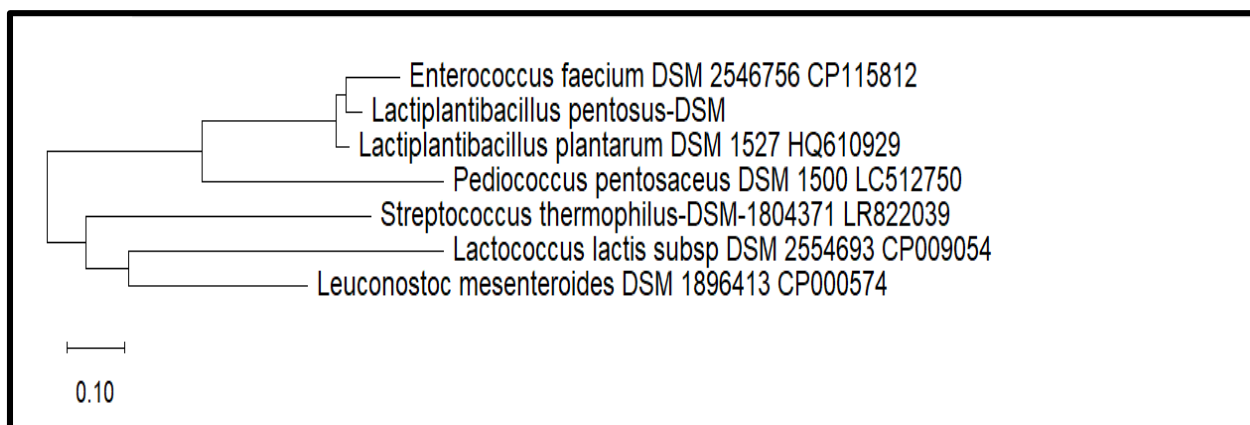 Enterococcus faecium DSM 2546756 CP115812
Lactiplantibacillus pentosus-DSM
Lactiplantibacillus plantarum DSM 1527 HQ610929
Pediococcus pentosaceus DSM 1500 LC512750
Streptococcus thermophilus-DSM-1804371 LR822039
Lactococcus lactis subsp DSM 2554693 CP009054
Leuconostoc mesenteroides DSM 1896413 CP000574
0.10